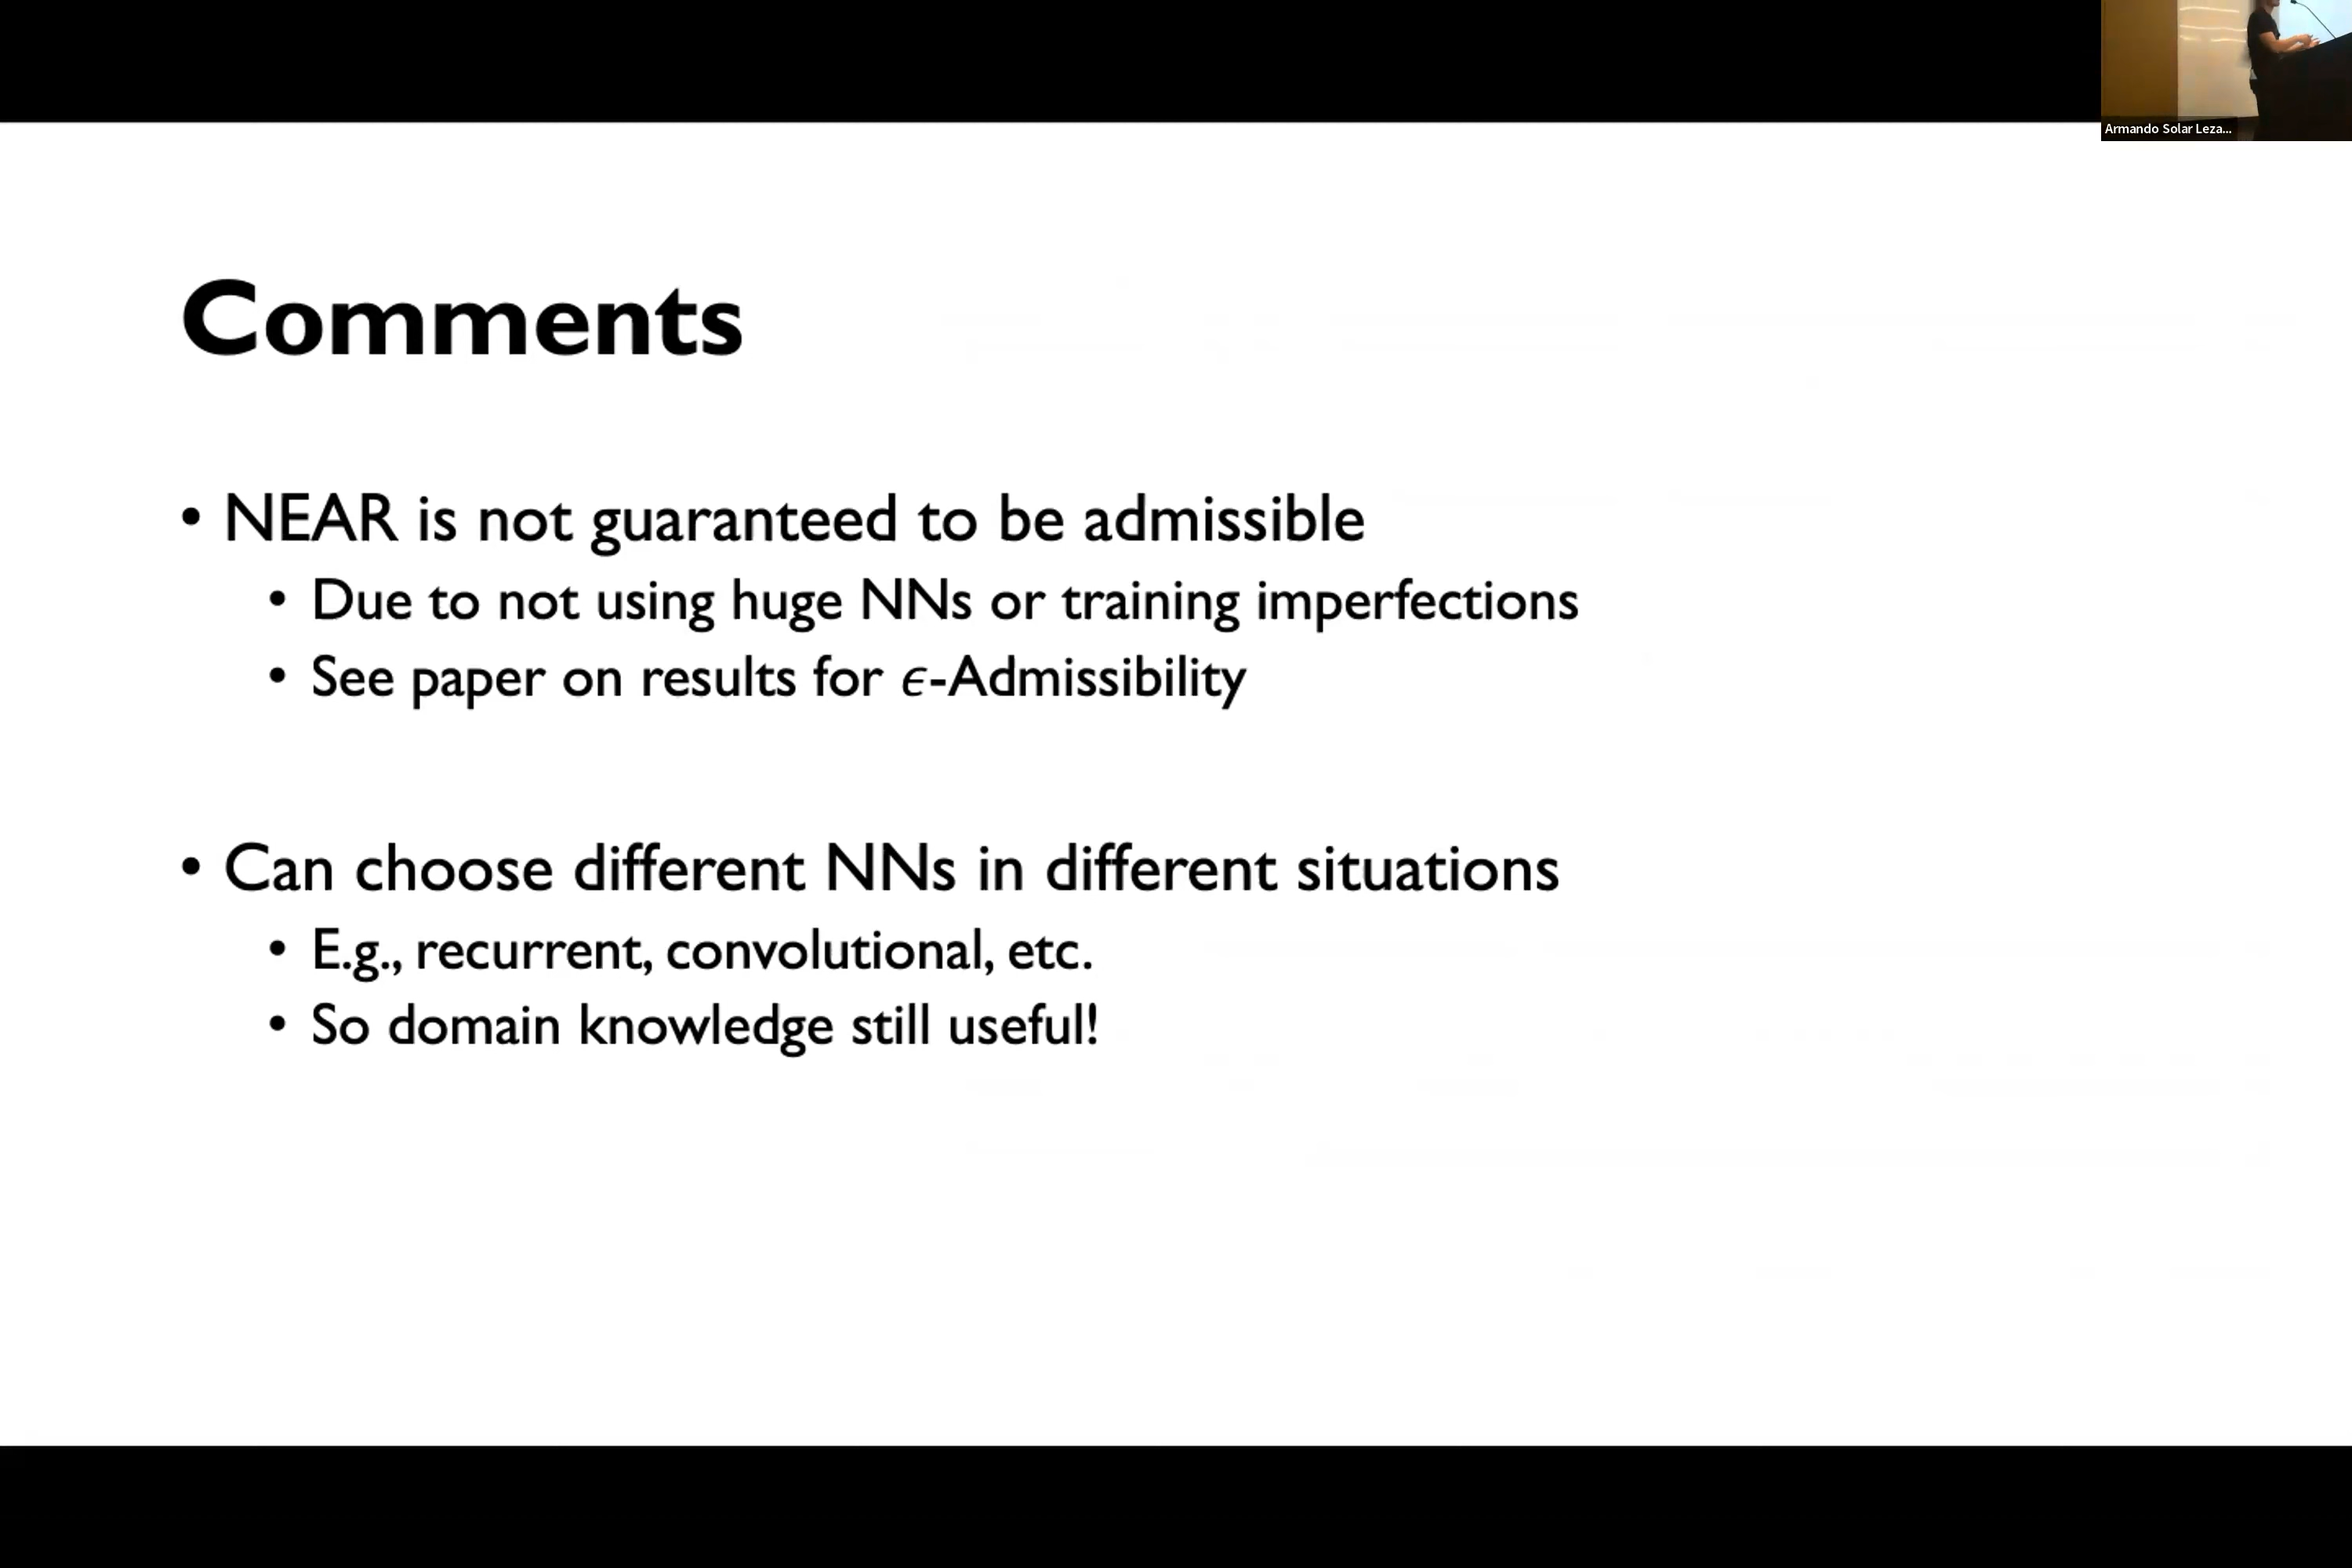 Armando Solar Leza...
Comments
• NEAR is not guaranteed to be admissible
• Due to not using huge NNs or training imperfections
• See paper on results for ϵ-Admissibility
• Can choose different NNs in different situations
• E.g., recurrent, convolutional, etc.
• So domain knowledge still useful!